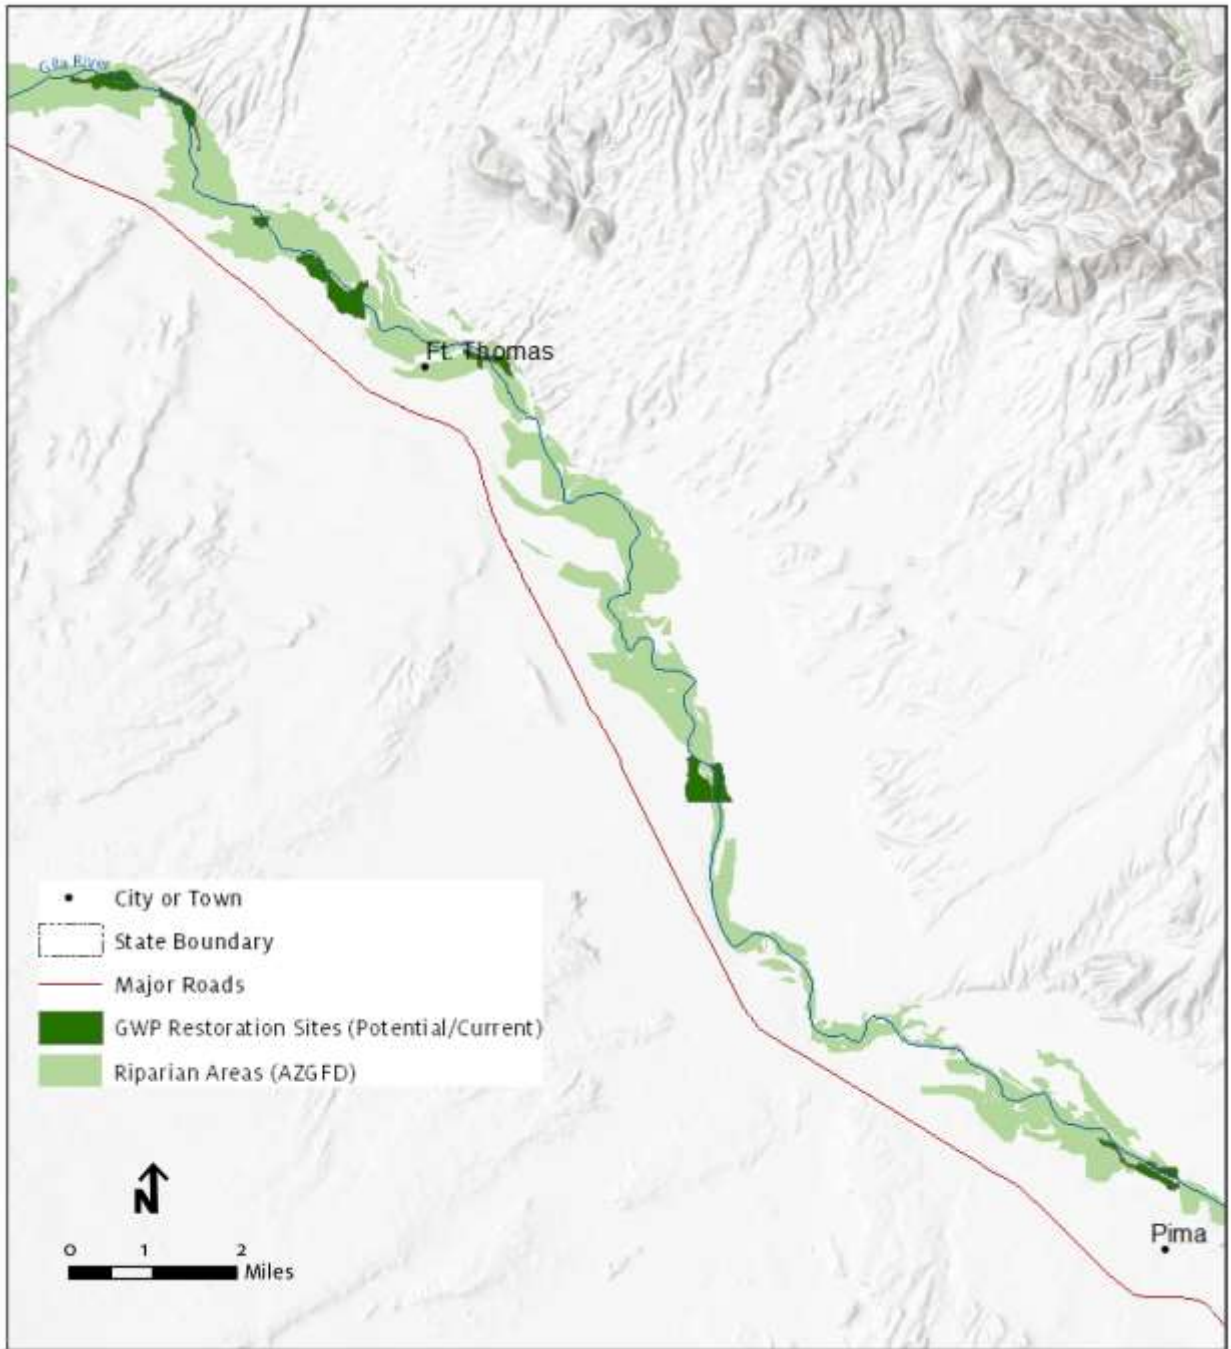 Gila River
Ft. Thomas
City or Town
State Boundary
Major Roads
GWP Restoration Sites (Potential/Current)
Riparian Areas (AZGFD)
N
0 1 2
Miles
Pima